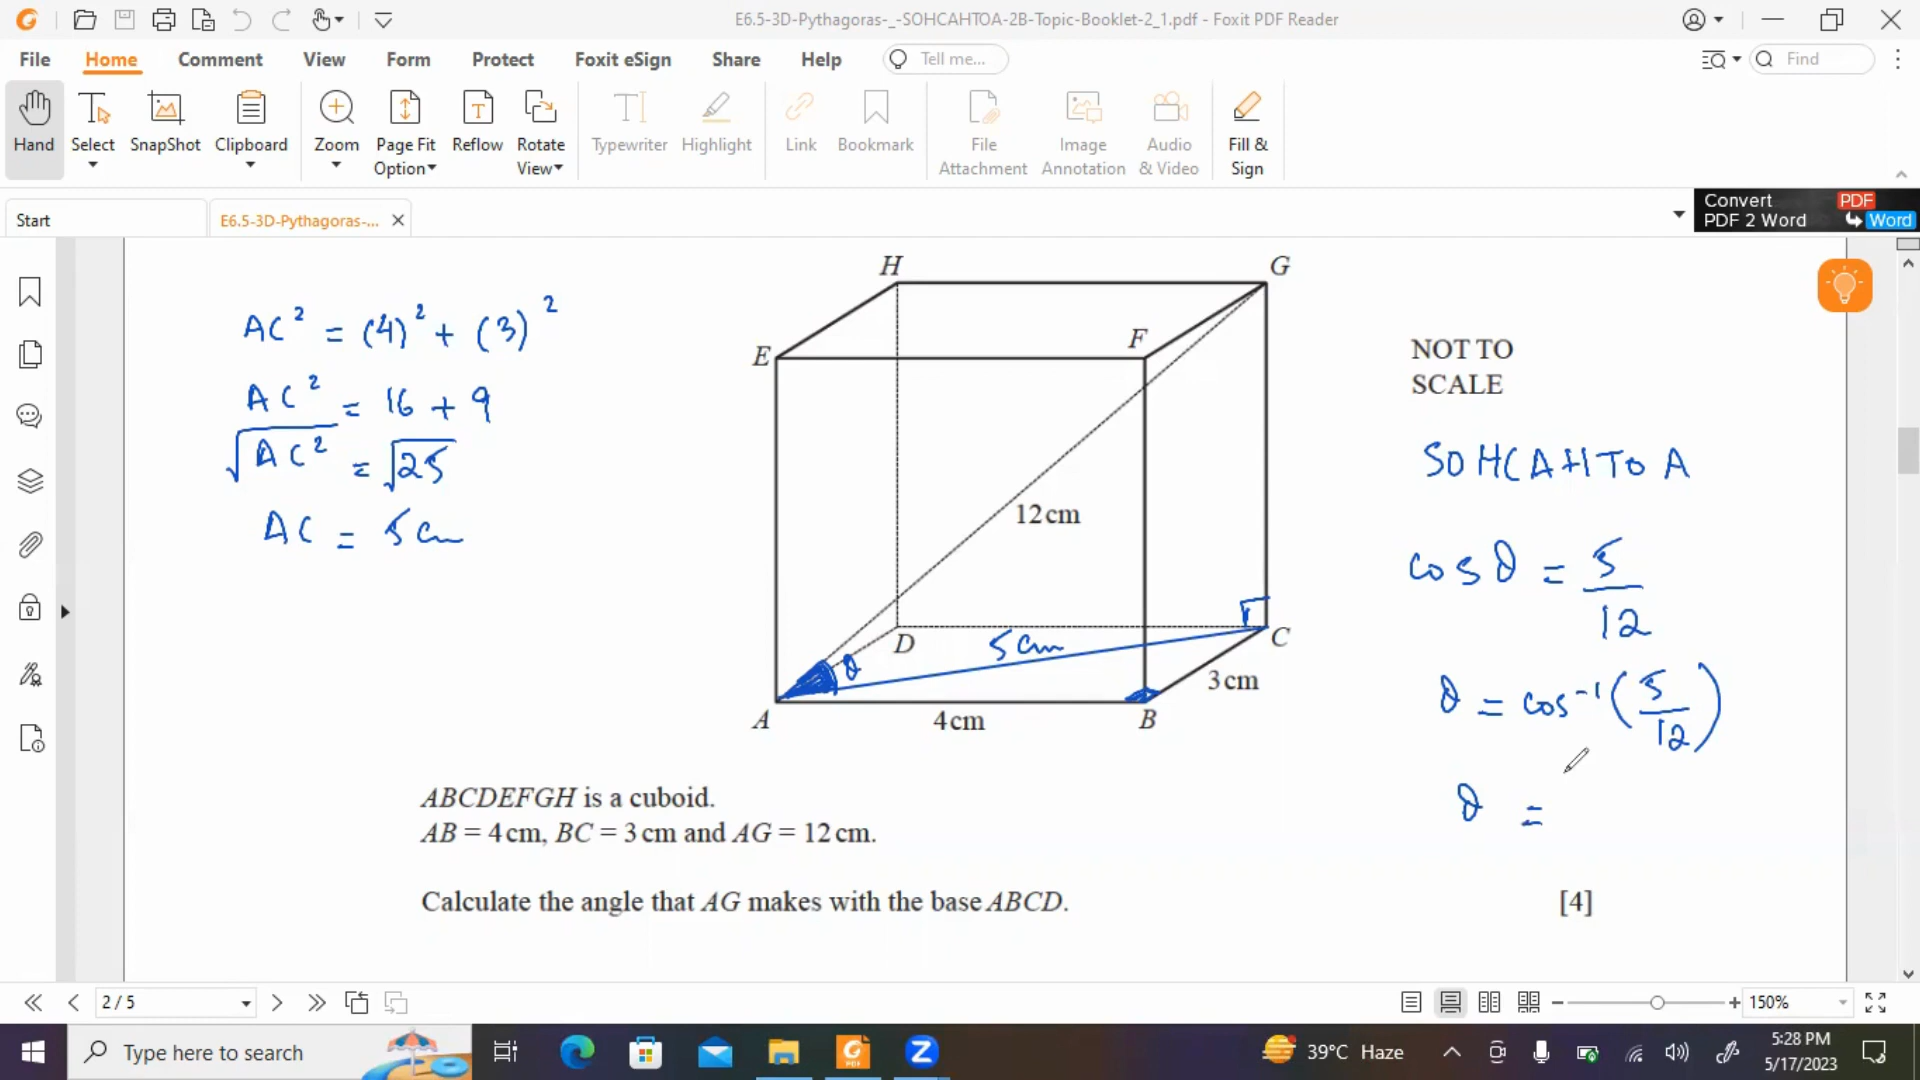 E6.5-3D-Pythagoras-_-SOHCAHTOA-2B-Topic-Booklet-2_1.pdf - Foxit PDF Reader
File Home Comment View Form Protect Foxit eSign Share Help Tell me... Find
Hand Select SnapShot Clipboard Zoom Page Fit Option Reflow Rotate View Typewriter Highlight Link Bookmark File Attachment Image Annotation Audio & Video Fill & Sign
Start E6.5-3D-Pythagoras-...
Convert PDF 2 Word PDF Word
H G
AC² = (4)² + (3)²
E F
NOT TO
SCALE
AC² = 16 + 9
√AC² = √25
SOHCAHTOA
12 cm
AC = 5 cm
cos θ = 5/12
D 5 cm C
θ
3 cm
θ = cos⁻¹(5/12)
A 4 cm B
θ =
ABCDEFGH is a cuboid.
AB = 4 cm, BC = 3 cm and AG = 12 cm.
Calculate the angle that AG makes with the base ABCD. [4]
2 / 5 150%
Type here to search 39°C Haze 5:28 PM
5/17/2023